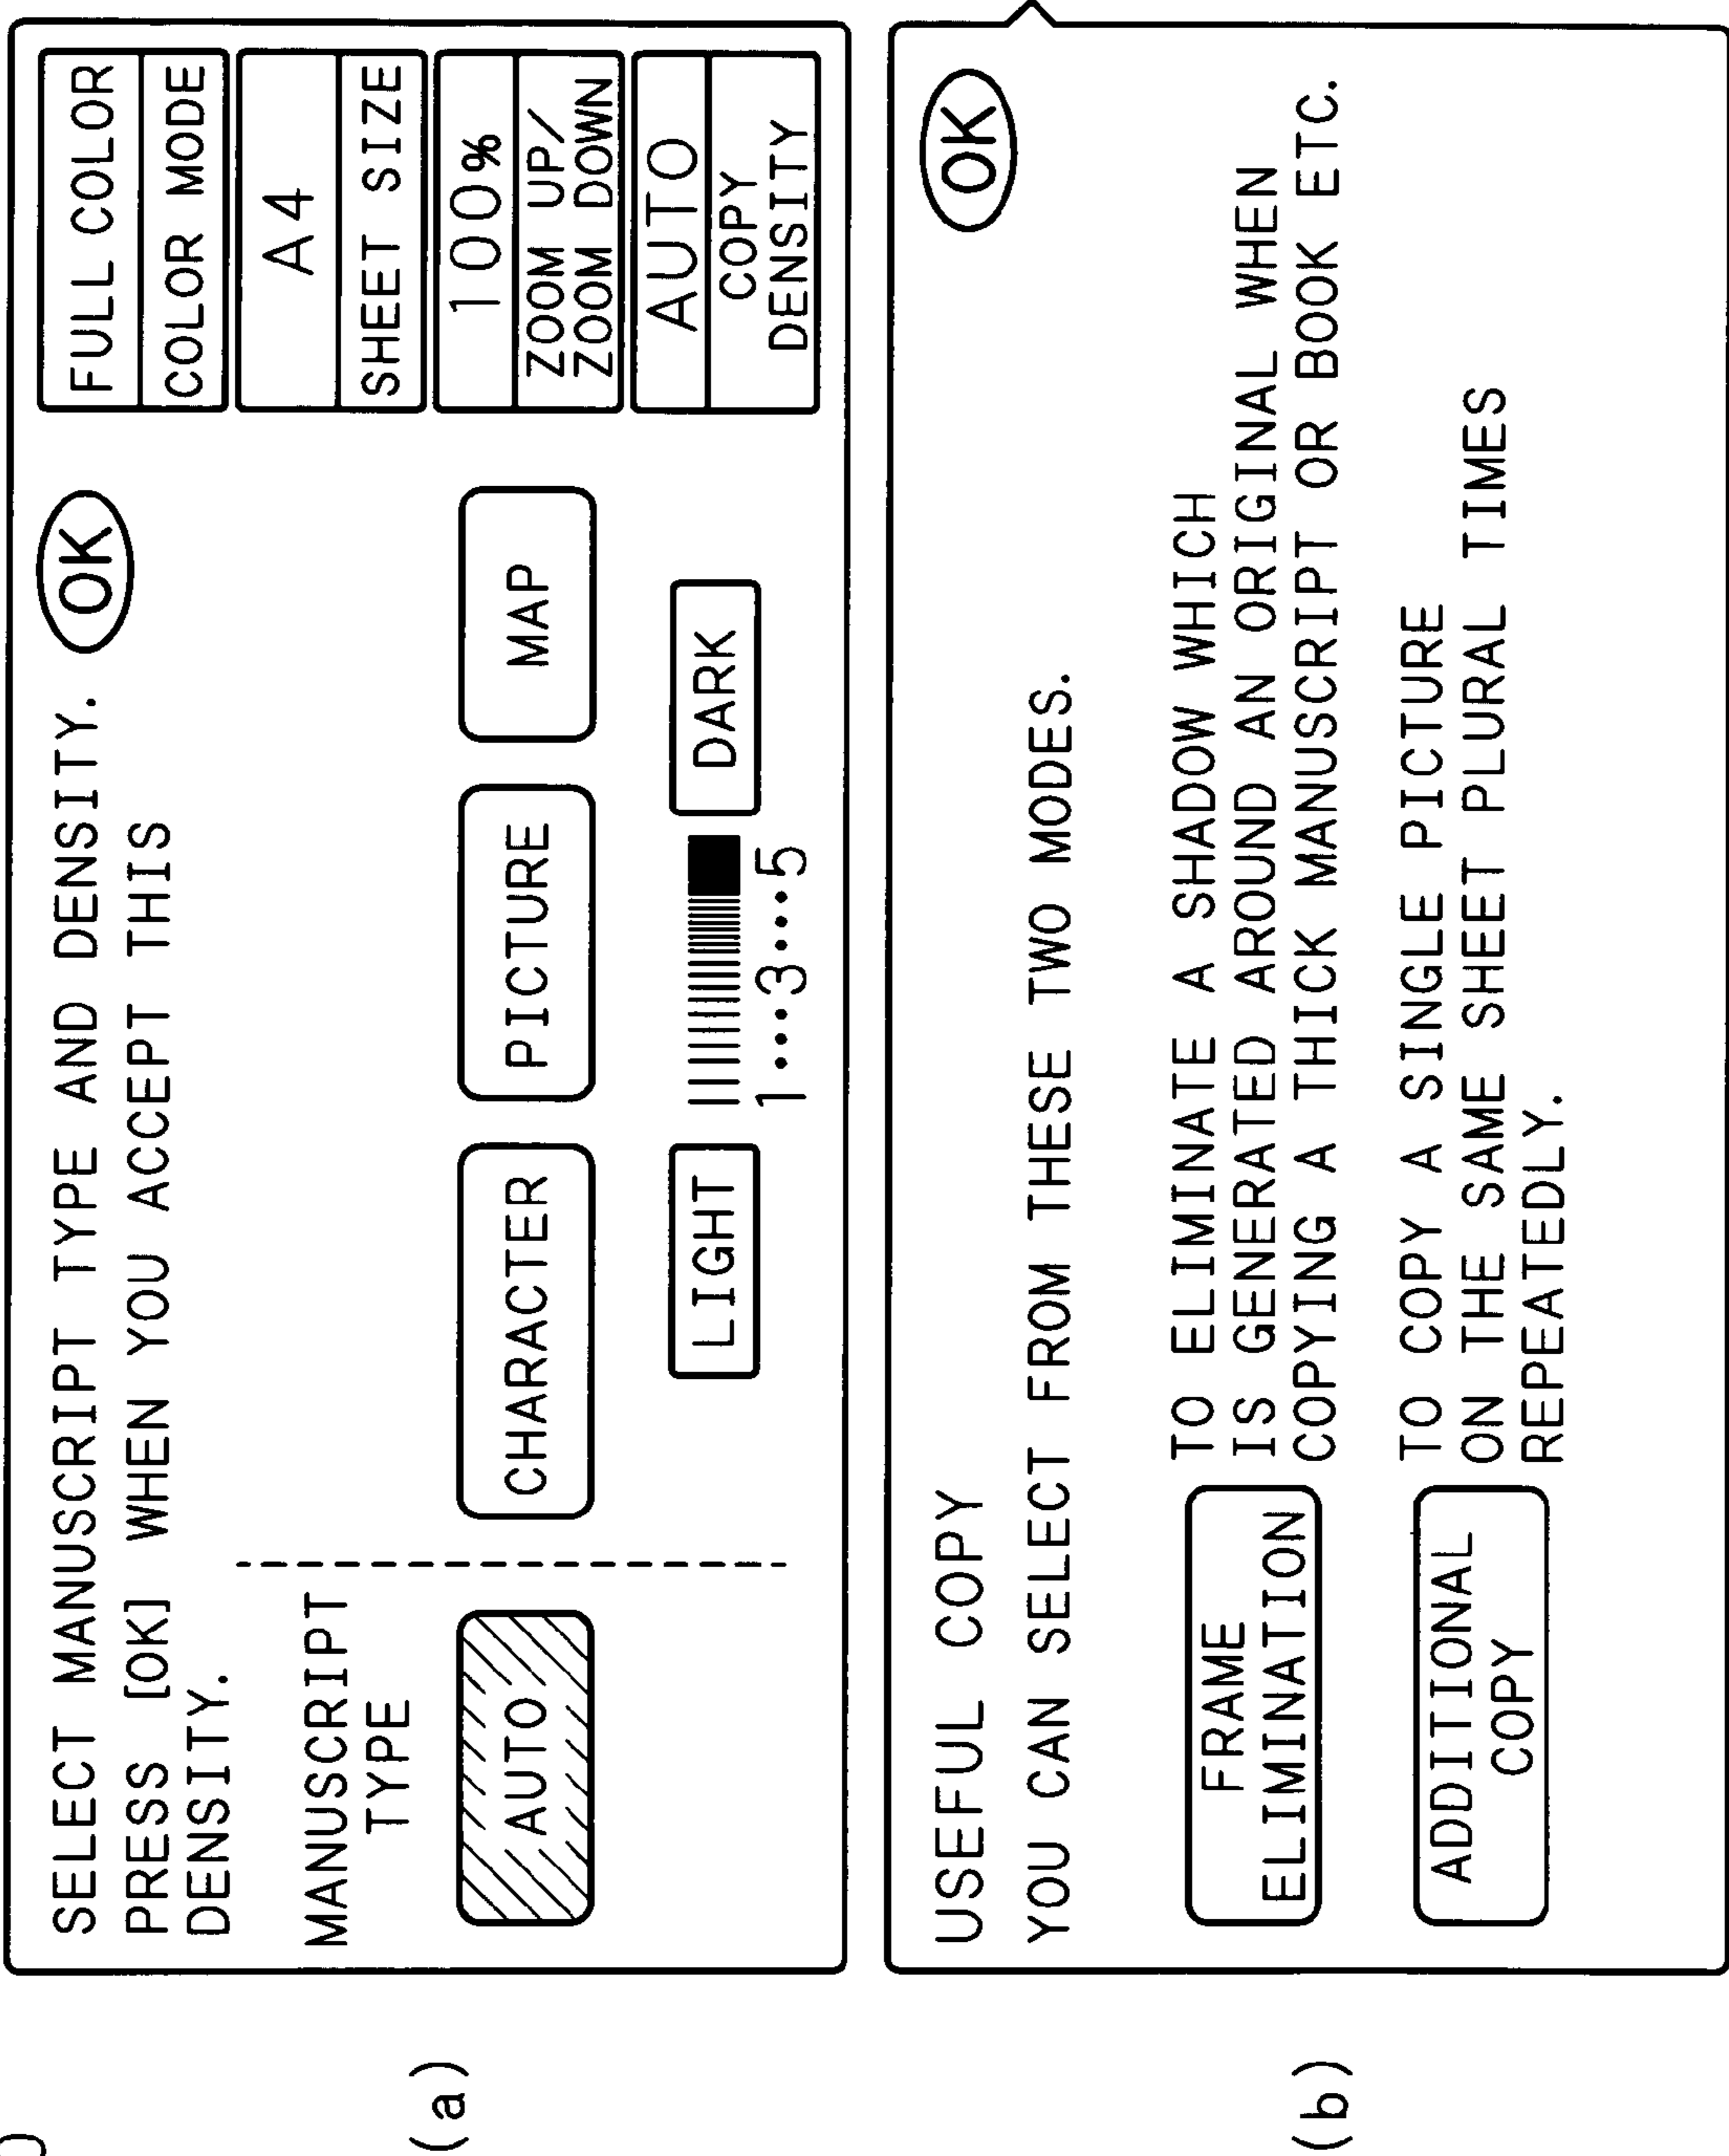 (a)
SELECT MANUSCRIPT TYPE AND DENSITY.
OK
PRESS [OK] WHEN YOU ACCEPT THIS
DENSITY.
MANUSCRIPT
TYPE
AUTO
CHARACTER
PICTURE
MAP
LIGHT
1•••3•••5
DARK
FULL COLOR
COLOR MODE
A4
SHEET SIZE
100%
ZOOM UP/
ZOOM DOWN
AUTO
COPY
DENSITY
(b)
USEFUL COPY
OK
YOU CAN SELECT FROM THESE TWO MODES.
FRAME
ELIMINATION
TO ELIMINATE A SHADOW WHICH
IS GENERATED AROUND AN ORIGINAL WHEN
COPYING A THICK MANUSCRIPT OR BOOK ETC.
ADDITIONAL
COPY
TO COPY A SINGLE PICTURE
ON THE SAME SHEET PLURAL TIMES
REPEATEDLY.